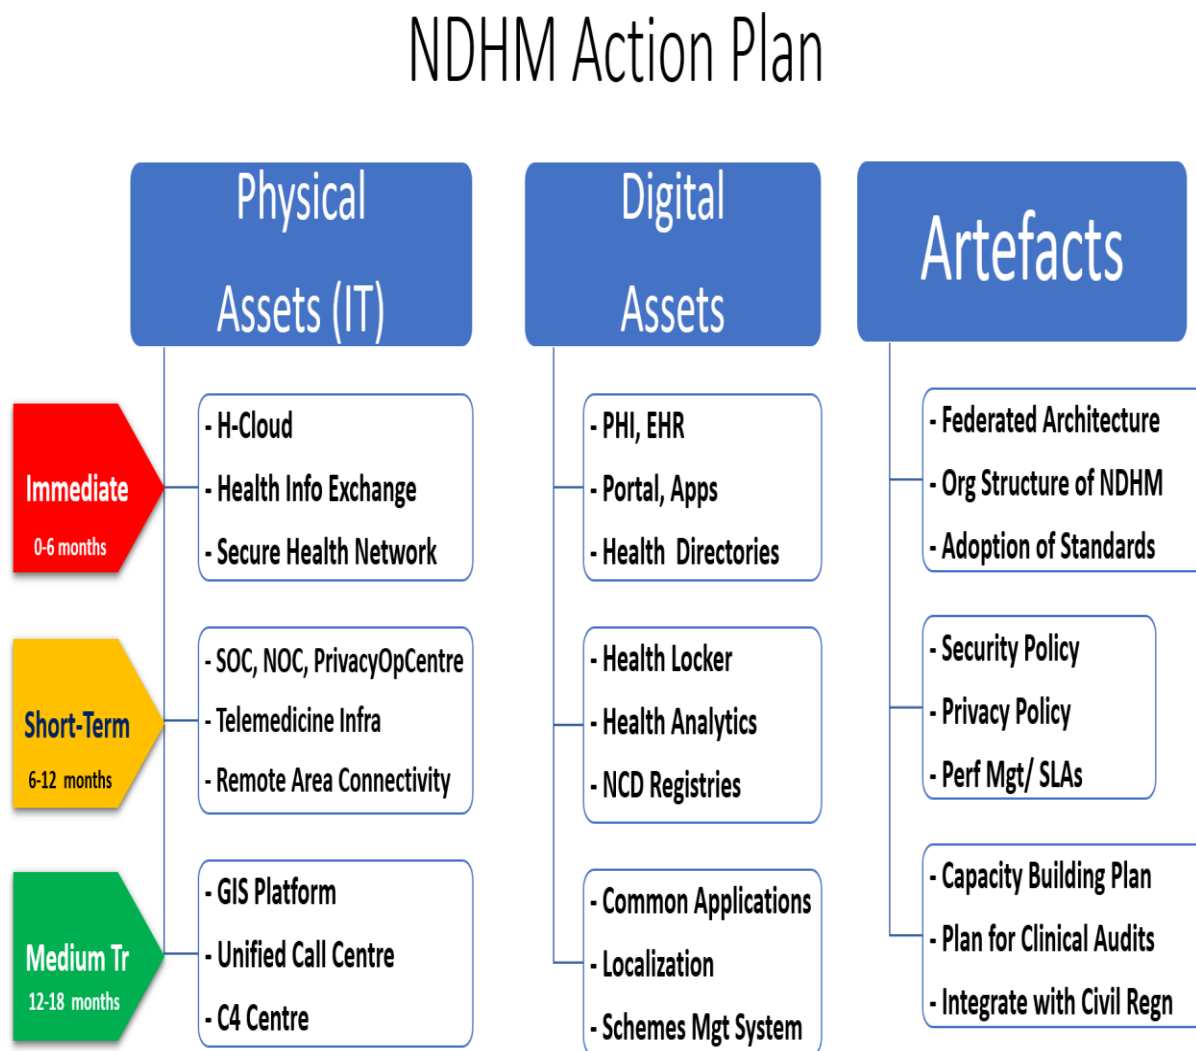 NDHM Action Plan
Physical
Assets (IT)
Digital
Assets
Artefacts
Immediate
0-6 months
- H-Cloud
- Health Info Exchange
- Secure Health Network
- PHI, EHR
- Portal, Apps
- Health Directories
- Federated Architecture
- Org Structure of NDHM
- Adoption of Standards
Short-Term
6-12 months
- SOC, NOC, PrivacyOpCentre
- Telemedicine Infra
- Remote Area Connectivity
- Health Locker
- Health Analytics
- NCD Registries
- Security Policy
- Privacy Policy
- Perf Mgt/ SLAs
Medium Tr
12-18 months
- GIS Platform
- Unified Call Centre
- C4 Centre
- Common Applications
- Localization
- Schemes Mgt System
- Capacity Building Plan
- Plan for Clinical Audits
- Integrate with Civil Regn